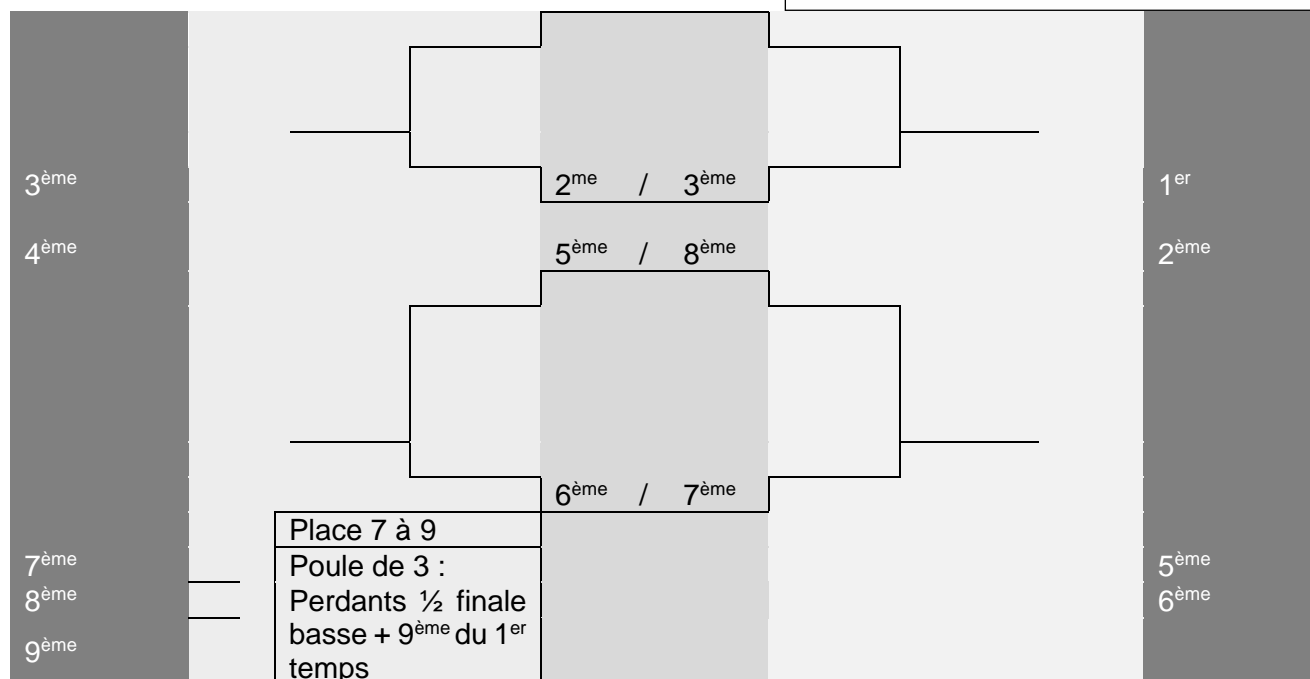 3ème 2me / 3ème 1er
4ème 5ème / 8ème 2ème
6ème / 7ème
Place 7 à 9
7ème Poule de 3 : 5ème
8ème Perdants ½ finale 6ème
basse + 9ème du 1er
9ème
temps